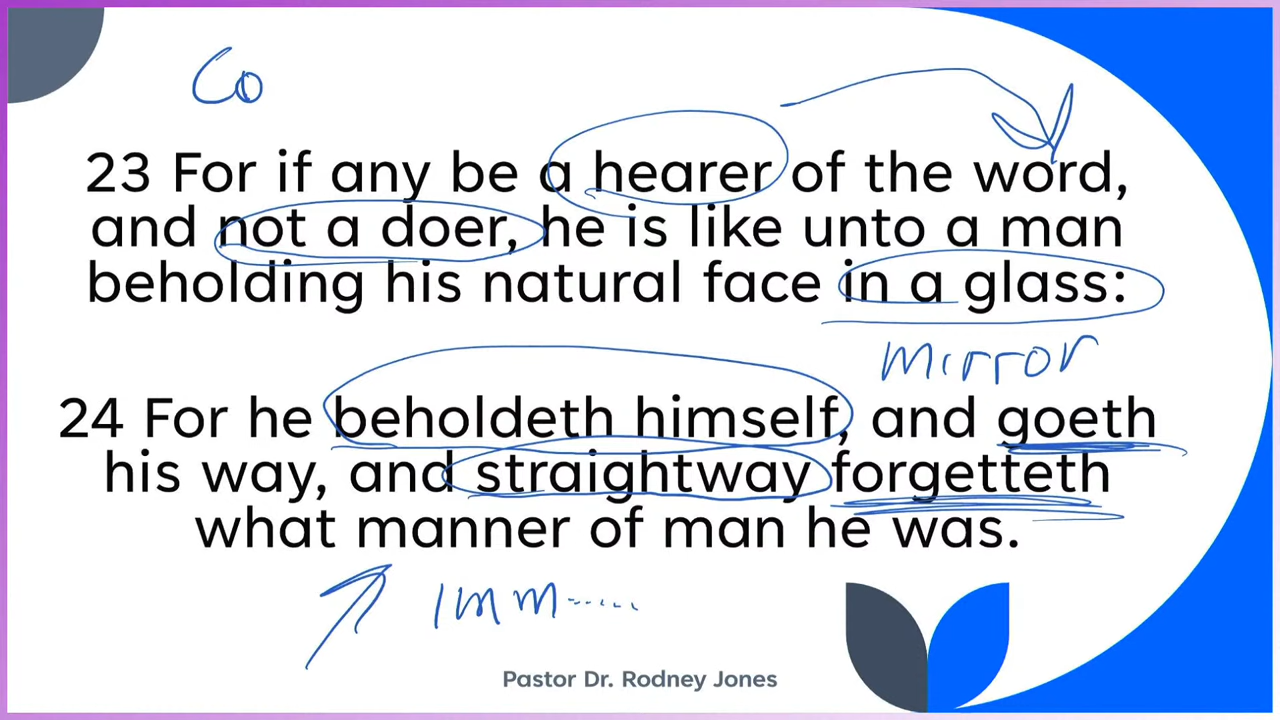 Co
23 For if any be a hearer of the word,
and not a doer, he is like unto a man
beholding his natural face in a glass:
mirror
24 For he beholdeth himself, and goeth
his way, and straightway forgetteth
what manner of man he was.
Imm......
Pastor Dr. Rodney Jones